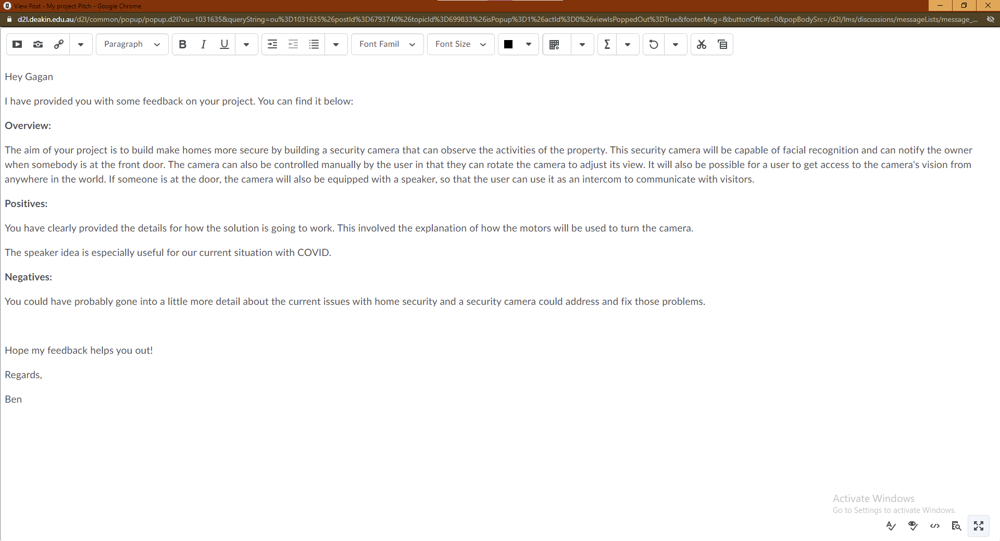 View Post - My project Pitch - Google Chrome
d2l.deakin.edu.au/d2l/common/popup/popup.d2l?ou=1031635&queryString=ou%3D1031635%26postId%3D6793740%26topicId%3D699833%26isPopup%3D1%26actId%3D0%26viewIsPoppedOut%3DTrue&footerMsg=&buttonOffset=0&popBodySrc=/d2l/lms/discussions/messageLists/message_...
Paragraph B I U Font Famil Font Size Σ
Hey Gagan
I have provided you with some feedback on your project. You can find it below:
Overview:
The aim of your project is to build make homes more secure by building a security camera that can observe the activities of the property. This security camera will be capable of facial recognition and can notify the owner
when somebody is at the front door. The camera can also be controlled manually by the user in that they can rotate the camera to adjust its view. It will also be possible for a user to get access to the camera's vision from
anywhere in the world. If someone is at the door, the camera will also be equipped with a speaker, so that the user can use it as an intercom to communicate with visitors.
Positives:
You have clearly provided the details for how the solution is going to work. This involved the explanation of how the motors will be used to turn the camera.
The speaker idea is especially useful for our current situation with COVID.
Negatives:
You could have probably gone into a little more detail about the current issues with home security and a security camera could address and fix those problems.
Hope my feedback helps you out!
Regards,
Ben
Activate Windows
Go to Settings to activate Windows.